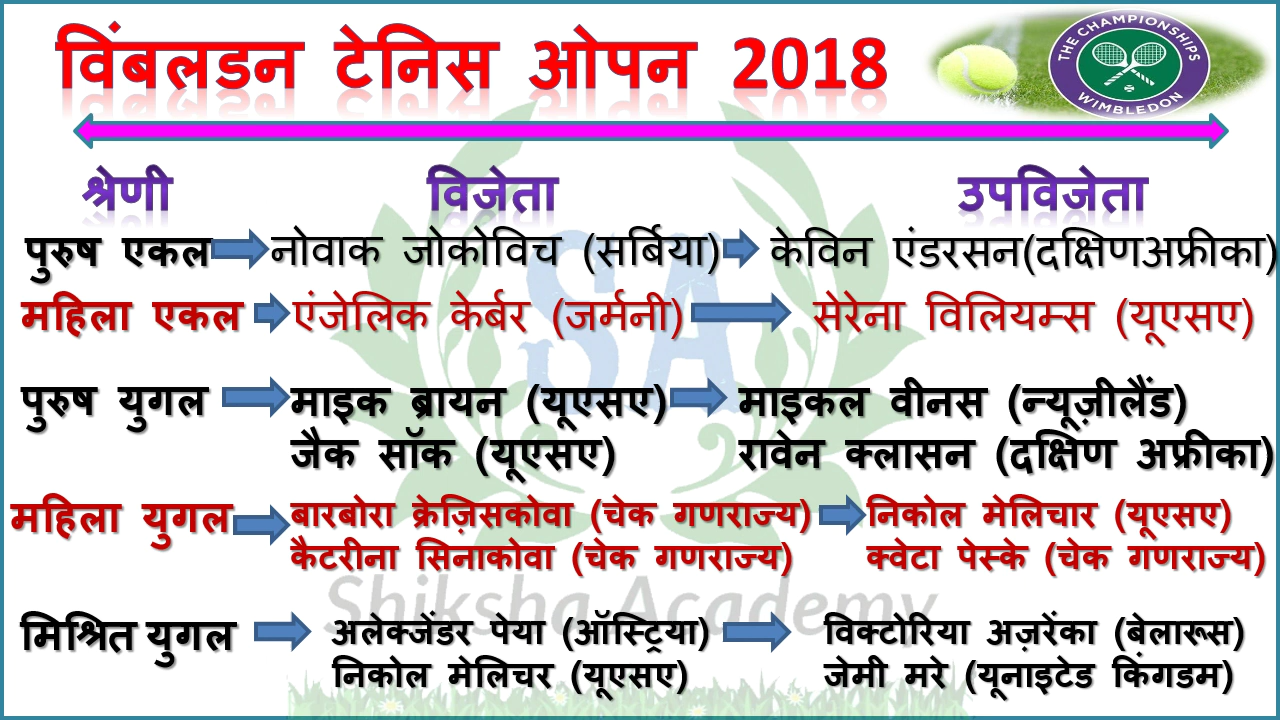 विंबलडन टेनिस ओपन 2018
THE CHAMPIONSHIPS
WIMBLEDON
श्रेणी विजेता उपविजेता
पुरुष एकल नोवाक जोकोविच (सर्बिया) केविन एंडरसन(दक्षिणअफ्रीका)
महिला एकल एंजेलिक केर्बर (जर्मनी) सेरेना विलियम्स (यूएसए)
पुरुष युगल माइक ब्रायन (यूएसए) माइकल वीनस (न्यूज़ीलैंड)
जैक सॉक (यूएसए) रावेन क्लासन (दक्षिण अफ्रीका)
महिला युगल बारबोरा क्रेज़िसकोवा (चेक गणराज्य) निकोल मेलिचार (यूएसए)
कैटरीना सिनाकोवा (चेक गणराज्य) क्वेटा पेस्के (चेक गणराज्य)
SA
Shiksha Academy
मिश्रित युगल अलेक्जेंडर पेया (ऑस्ट्रिया) विक्टोरिया अज़रेंका (बेलारूस)
निकोल मेलिचर (यूएसए) जेमी मरे (यूनाइटेड किंगडम)